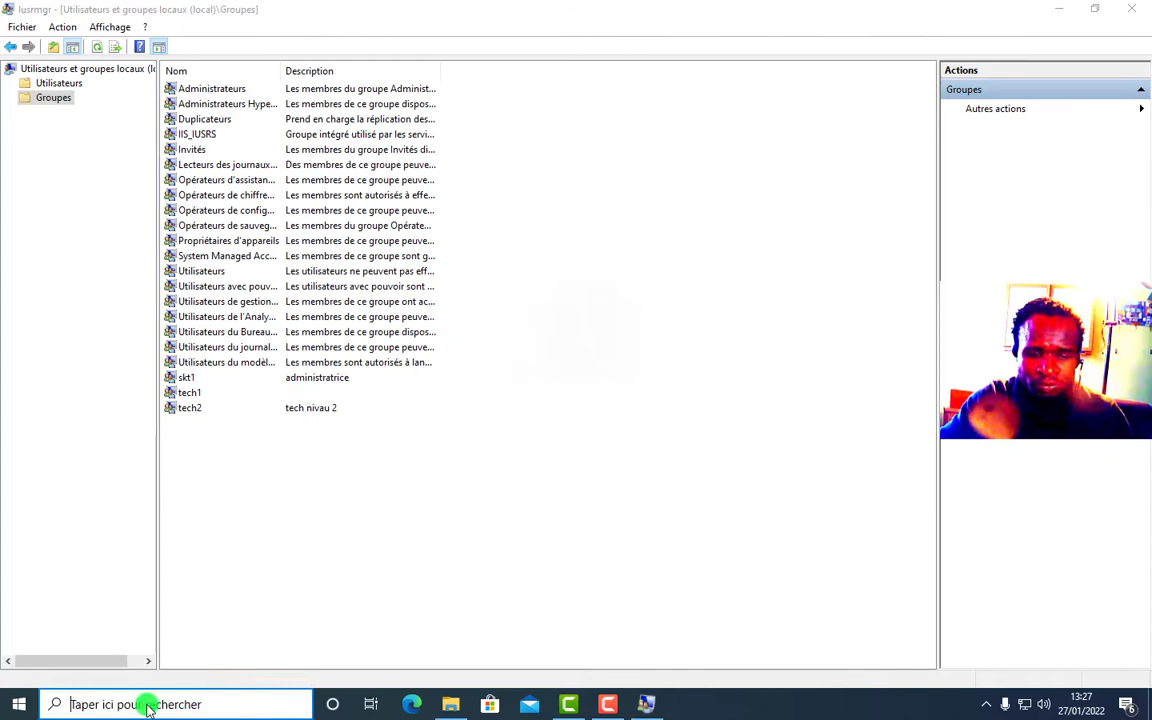 lusrmgr - [Utilisateurs et groupes locaux (local)\Groupes]
Fichier Action Affichage ?
Utilisateurs et groupes locaux (l
Utilisateurs
Groupes
Nom Description
Administrateurs Les membres du groupe Administ...
Administrateurs Hype... Les membres de ce groupe dispos...
Duplicateurs Prend en charge la réplication des...
IIS_IUSRS Groupe intégré utilisé par les servi...
Invités Les membres du groupe Invités di...
Lecteurs des journaux... Des membres de ce groupe peuve...
Opérateurs d'assistan... Les membres de ce groupe peuve...
Opérateurs de chiffre... Les membres sont autorisés à effe...
Opérateurs de config... Les membres de ce groupe peuve...
Opérateurs de sauveg... Les membres du groupe Opérate...
Propriétaires d'appareils Les membres de ce groupe peuve...
System Managed Acc... Les membres de ce groupe sont g...
Utilisateurs Les utilisateurs ne peuvent pas eff...
Utilisateurs avec pouv... Les utilisateurs avec pouvoir sont ...
Utilisateurs de gestion... Les membres de ce groupe ont ac...
Utilisateurs de l'Analy... Les membres de ce groupe peuve...
Utilisateurs du Bureau... Les membres de ce groupe dispos...
Utilisateurs du journal... Les membres de ce groupe peuve...
Utilisateurs du modèl... Les membres sont autorisés à lan...
skt1 administratrice
tech1
tech2 tech nivau 2
Actions
Groupes
Autres actions
Taper ici pour rechercher
13:27
27/01/2022
6